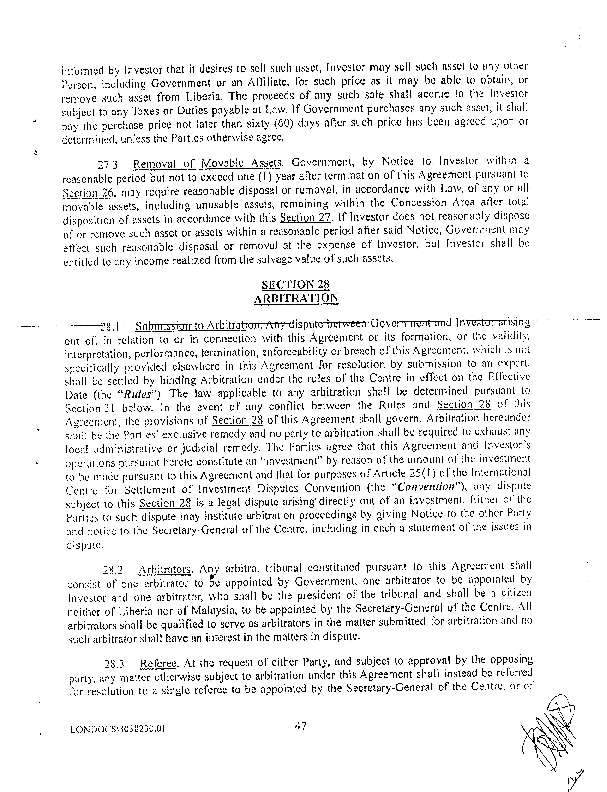 informed by Investor that it desires to sell such asset, Investor may sell such asset to any other
Person, including Government or an Affiliate, for such price as it may be able to obtain, or
remove such asset from Liberia. The proceeds of any such sale shall accrue to the Investor
subject to any Taxes or Duties payable at Law. If Government purchases any such asset, it shall
pay the purchase price not later than sixty (60) days after such price has been agreed upon or
determined, unless the Parties otherwise agree.
27.3 Removal of Movable Assets. Government, by Notice to Investor within a
reasonable period but not to exceed one (1) year after termination of this Agreement pursuant to
Section 26, may require reasonable disposal or removal, in accordance with Law, of any or all
movable assets, including unusable assets, remaining within the Concession Area after total
disposition of assets in accordance with this Section 27. If Investor does not reasonably dispose
of or remove such asset or assets within a reasonable period after said Notice, Government may
effect such reasonable disposal or removal at the expense of Investor, but Investor shall be
entitled to any income realized from the salvage value of such assets.
SECTION 28
ARBITRATION
28.1 Submission to Arbitration. Any dispute between Government and Investor arising
out of, in relation to or in connection with this Agreement or its formation, or the validity,
interpretation, performance, termination, enforceability or breach of this Agreement, which is not
specifically provided elsewhere in this Agreement for resolution by submission to an expert,
shall be settled by binding Arbitration under the rules of the Centre in effect on the Effective
Date (the "Rules"). The law applicable to any arbitration shall be determined pursuant to
Section 31 below. In the event of any conflict between the Rules and Section 28 of this
Agreement, the provisions of Section 28 of this Agreement shall govern. Arbitration hereunder
shall be the Parties' exclusive remedy and no party to arbitration shall be required to exhaust any
local administrative or judicial remedy. The Parties agree that this Agreement and Investor's
operations pursuant hereto constitute an "investment" by reason of the amount of the investment
to be made pursuant to this Agreement and that for purposes of Article 25(1) of the International
Centre for Settlement of Investment Disputes Convention (the "Convention"), any dispute
subject to this Section 28 is a legal dispute arising directly out of an investment. Either of the
Parties to such dispute may institute arbitration proceedings by giving Notice to the other Party
and notice to the Secretary-General of the Centre, including in each a statement of the issues in
dispute.
28.2 Arbitrators. Any arbitral tribunal constituted pursuant to this Agreement shall
consist of one arbitrator to be appointed by Government, one arbitrator to be appointed by
Investor and one arbitrator, who shall be the president of the tribunal and shall be a citizen
neither of Liberia nor of Malaysia, to be appointed by the Secretary-General of the Centre. All
arbitrators shall be qualified to serve as arbitrators in the matter submitted for arbitration and no
such arbitrator shall have an interest in the matters in dispute.
28.3 Referee. At the request of either Party, and subject to approval by the opposing
party, any matter otherwise subject to arbitration under this Agreement shall instead be referred
for resolution to a single referee to be appointed by the Secretary-General of the Centre, or of
47